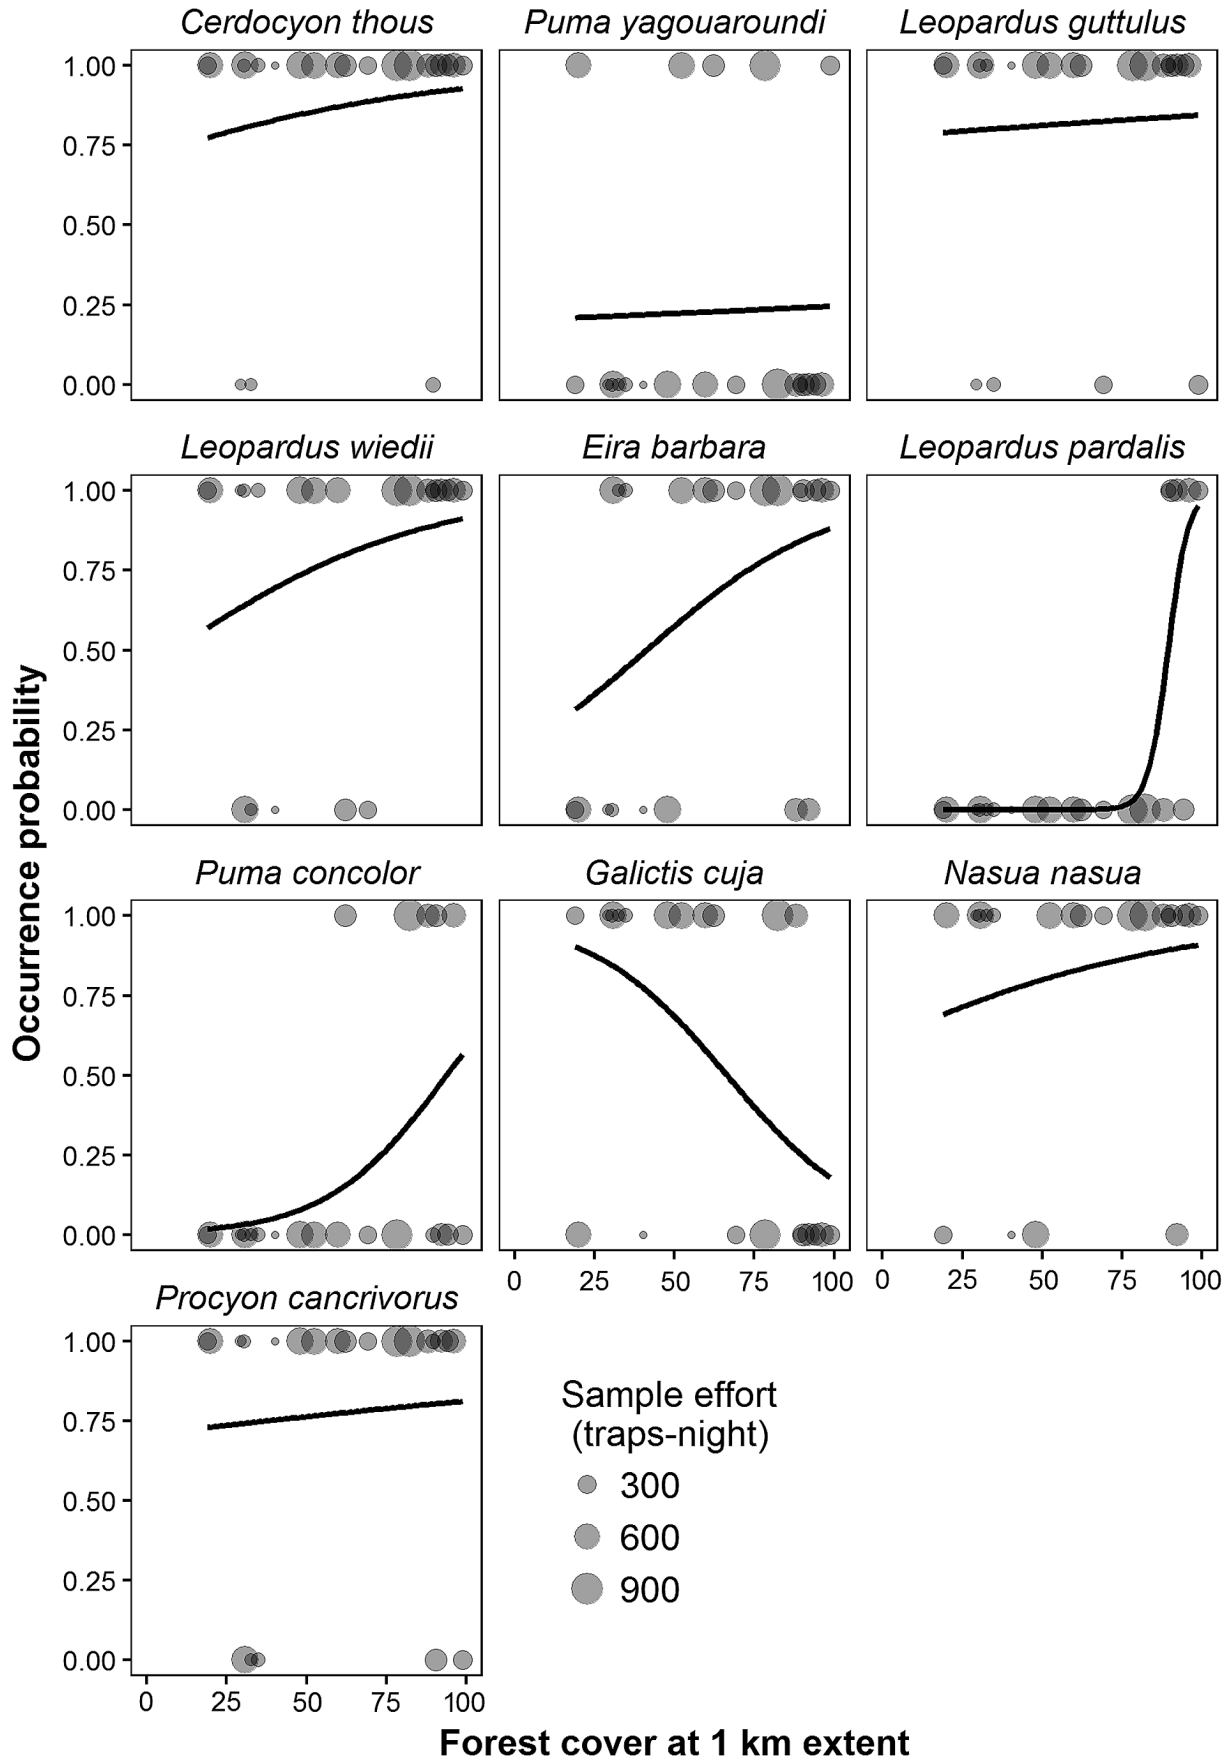 Cerdocyon thous
Puma yagouaroundi
Leopardus guttulus
1.00
0.75
0.50
0.25
0.00
Leopardus wiedii
Eira barbara
Leopardus pardalis
1.00
0.75
0.50
0.25
0.00
Occurrence probability
Puma concolor
Galictis cuja
Nasua nasua
1.00
0.75
0.50
0.25
0.00
0 25 50 75 100
0 25 50 75 100
Procyon cancrivorus
1.00
0.75
0.50
0.25
0.00
0 25 50 75 100
Sample effort
(traps-night)
300
600
900
Forest cover at 1 km extent